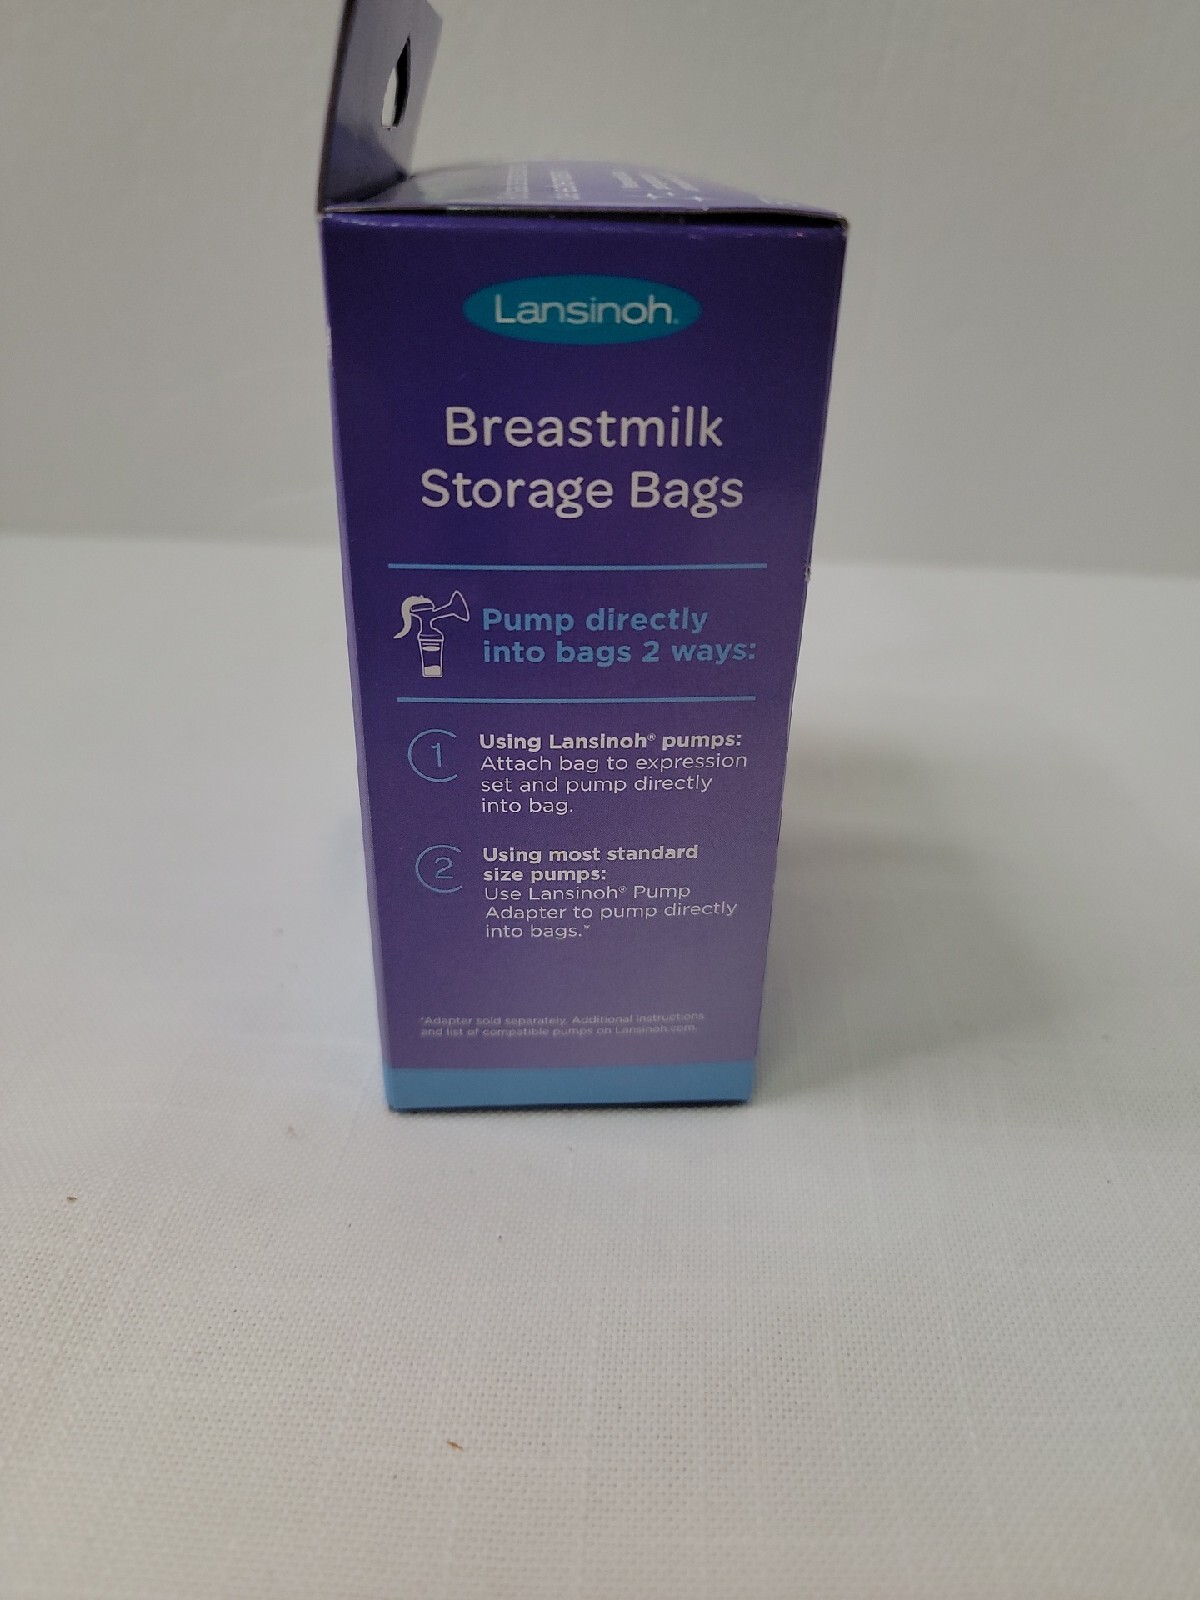 Lansinoh®
Breastmilk
Storage Bags
Pump directly
into bags 2 ways:
1
Using Lansinoh® pumps:
Attach bag to expression
set and pump directly
into bag.
2
Using most standard
size pumps:
Use Lansinoh® Pump
Adapter to pump directly
into bags.*
*Adapter sold separately. Additional instructions
and list of compatible pumps on Lansinoh.com.